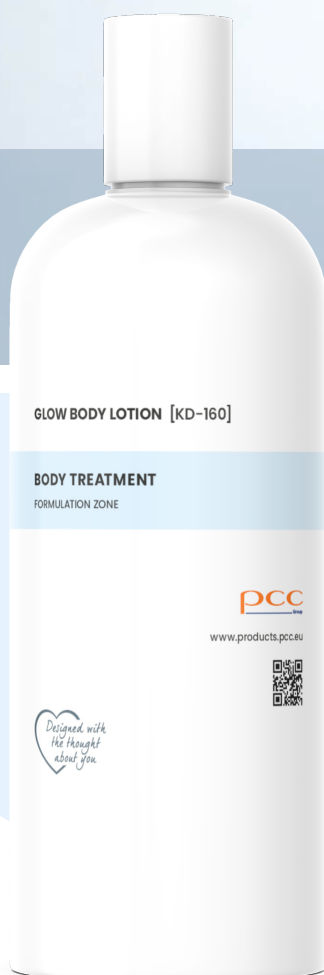 GLOW BODY LOTION [KD-160]
BODY TREATMENT
FORMULATION ZONE
pcc
Group
www.products.pcc.eu
Designed with
the thought
about you